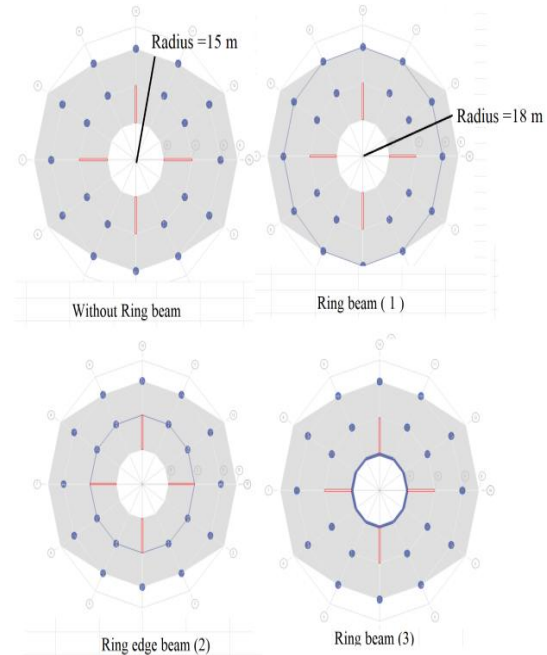 Radius =15 m
Radius =18 m
Without Ring beam
Ring beam ( 1 )
Ring edge beam (2)
Ring beam (3)